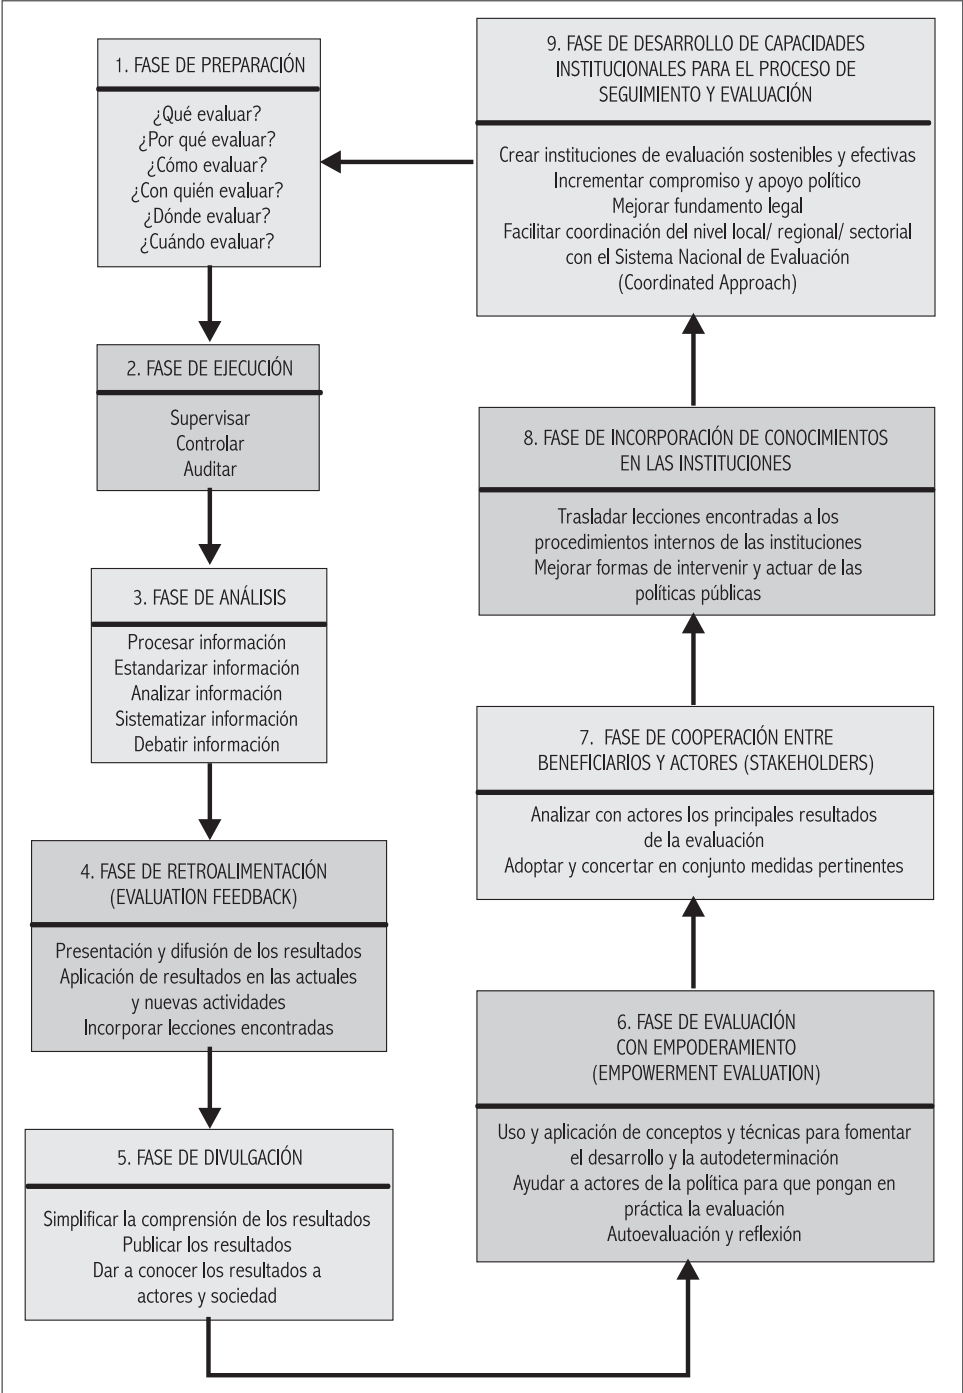 1. FASE DE PREPARACIÓN
¿Qué evaluar?
¿Por qué evaluar?
¿Cómo evaluar?
¿Con quién evaluar?
¿Dónde evaluar?
¿Cuándo evaluar?
2. FASE DE EJECUCIÓN
Supervisar
Controlar
Auditar
3. FASE DE ANÁLISIS
Procesar información
Estandarizar información
Analizar información
Sistematizar información
Debatir información
4. FASE DE RETROALIMENTACIÓN
(EVALUATION FEEDBACK)
Presentación y difusión de los resultados
Aplicación de resultados en las actuales
y nuevas actividades
Incorporar lecciones encontradas
5. FASE DE DIVULGACIÓN
Simplificar la comprensión de los resultados
Publicar los resultados
Dar a conocer los resultados a
actores y sociedad
6. FASE DE EVALUACIÓN
CON EMPODERAMIENTO
(EMPOWERMENT EVALUATION)
Uso y aplicación de conceptos y técnicas para fomentar
el desarrollo y la autodeterminación
Ayudar a actores de la política para que pongan en
práctica la evaluación
Autoevaluación y reflexión
7. FASE DE COOPERACIÓN ENTRE
BENEFICIARIOS Y ACTORES (STAKEHOLDERS)
Analizar con actores los principales resultados
de la evaluación
Adoptar y concertar en conjunto medidas pertinentes
8. FASE DE INCORPORACIÓN DE CONOCIMIENTOS
EN LAS INSTITUCIONES
Trasladar lecciones encontradas a los
procedimientos internos de las instituciones
Mejorar formas de intervenir y actuar de las
políticas públicas
9. FASE DE DESARROLLO DE CAPACIDADES
INSTITUCIONALES PARA EL PROCESO DE
SEGUIMIENTO Y EVALUACIÓN
Crear instituciones de evaluación sostenibles y efectivas
Incrementar compromiso y apoyo político
Mejorar fundamento legal
Facilitar coordinación del nivel local/ regional/ sectorial
con el Sistema Nacional de Evaluación
(Coordinated Approach)